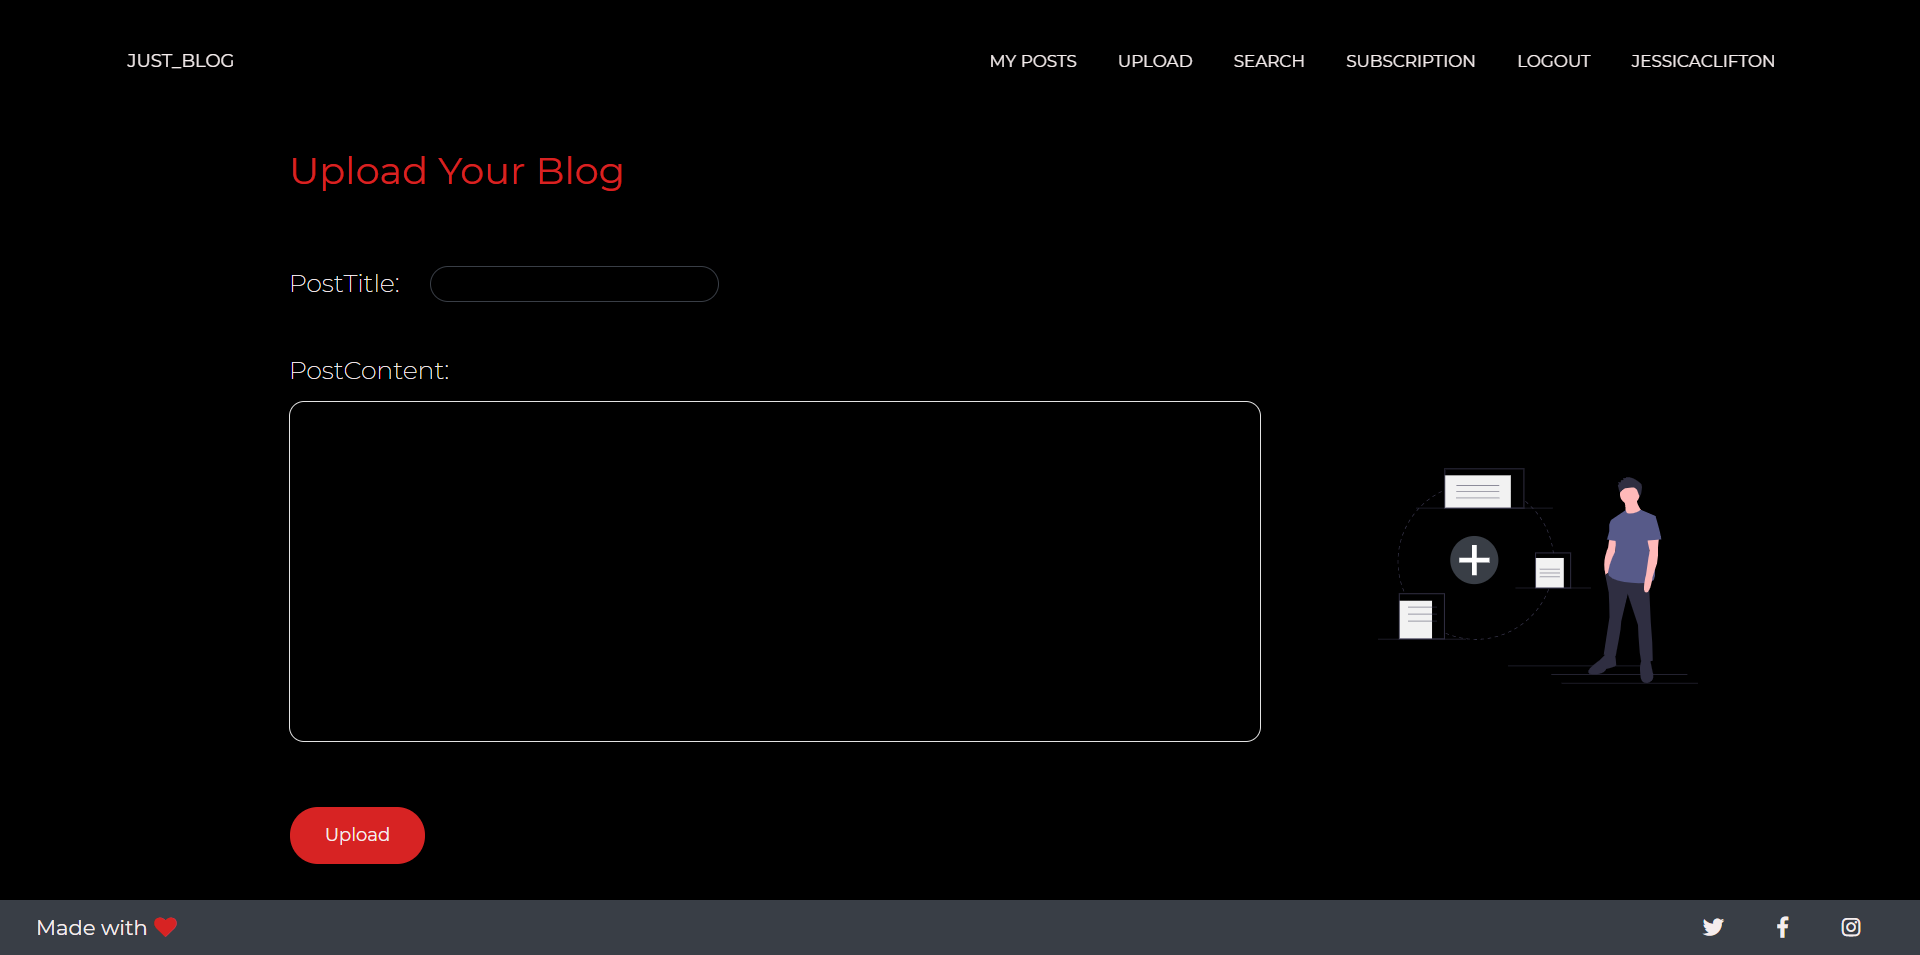 JUST_BLOG
MY POSTS UPLOAD SEARCH SUBSCRIPTION LOGOUT JESSICACLIFTON
Upload Your Blog
PostTitle:
PostContent:
Upload
Made with